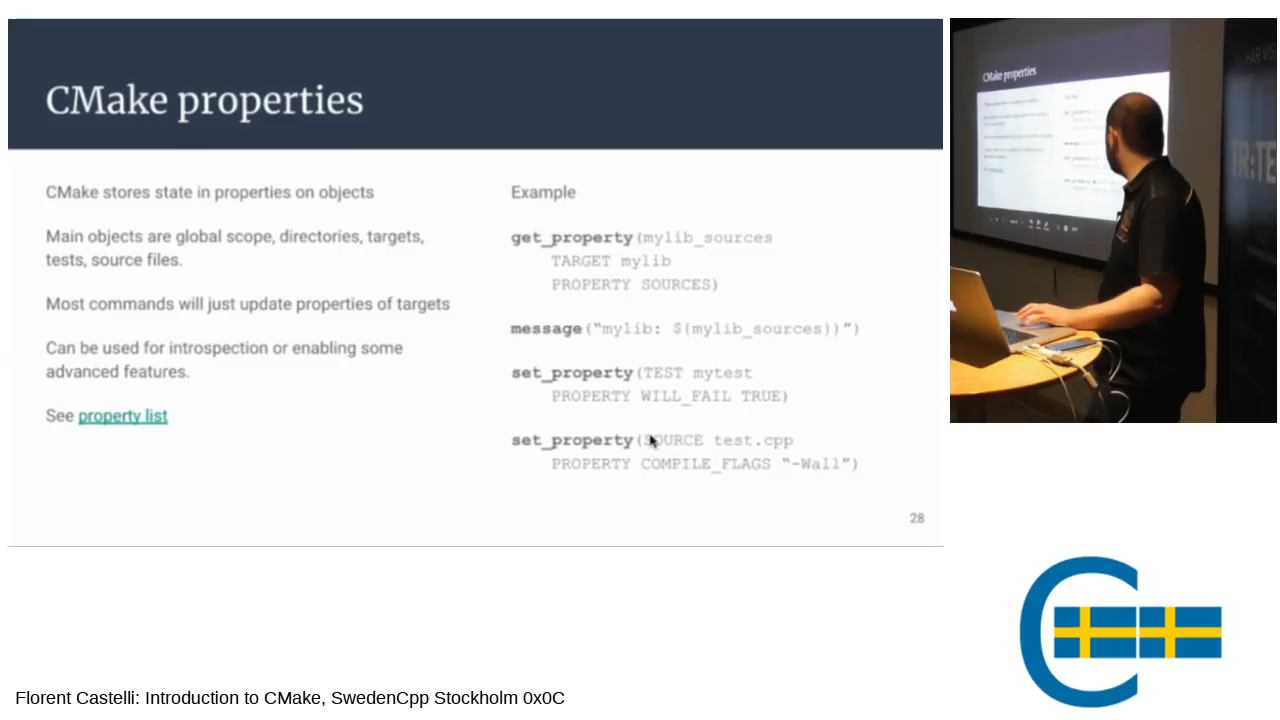 CMake properties
CMake stores state in properties on objects
Main objects are global scope, directories, targets,
tests, source files.
Most commands will just update properties of targets
Can be used for introspection or enabling some
advanced features.
See property list
Example
get_property(mylib_sources
TARGET mylib
PROPERTY SOURCES)
message(“mylib: ${mylib_sources})”)
set_property(TEST mytest
PROPERTY WILL_FAIL TRUE)
set_property(SOURCE test.cpp
PROPERTY COMPILE_FLAGS “-Wall”)
28
CMake properties
Florent Castelli: Introduction to CMake, SwedenCpp Stockholm 0x0C